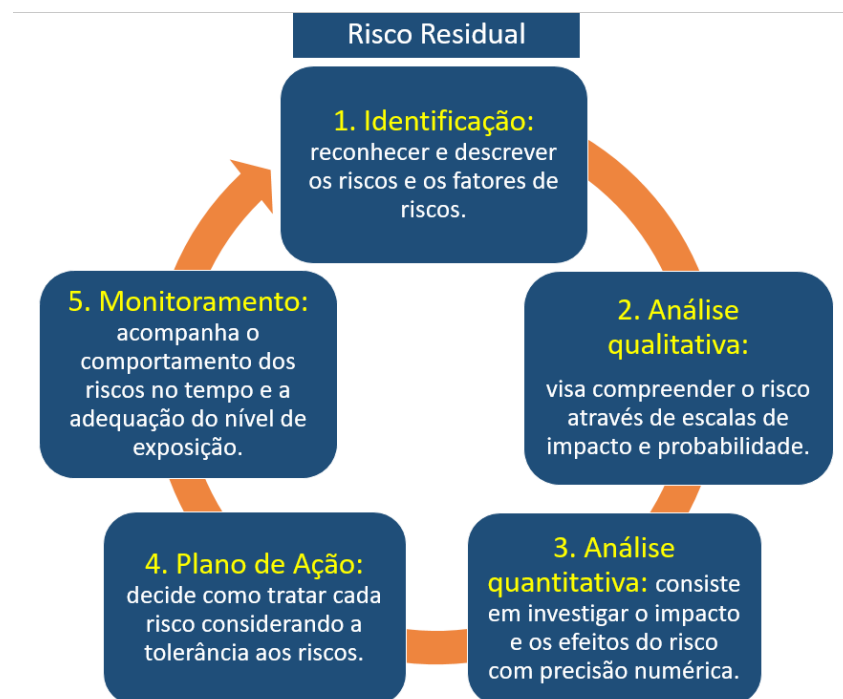 Risco Residual
1. Identificação:
reconhecer e descrever
os riscos e os fatores de
riscos.
2. Análise
qualitativa:
visa compreender o risco
através de escalas de
impacto e probabilidade.
3. Análise
quantitativa: consiste
em investigar o impacto
e os efeitos do risco
com precisão numérica.
4. Plano de Ação:
decide como tratar cada
risco considerando a
tolerância aos riscos.
5. Monitoramento:
acompanha o
comportamento dos
riscos no tempo e a
adequação do nível de
exposição.